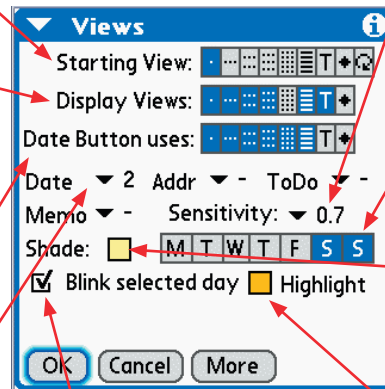 Views
Starting View: T
Display Views: T
Date Button uses: T
Date 2 Addr - ToDo -
Memo - Sensitivity: 0.7
Shade: M T W T F S S
Blink selected day Highlight
OK Cancel More